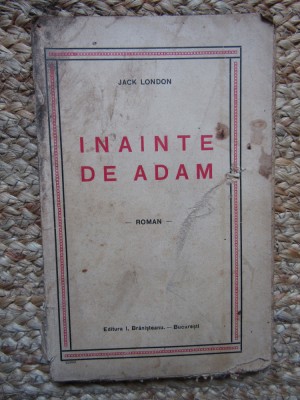 JACK LONDON
INAINTE
DE ADAM
— ROMAN —
Editura I. Brănișteanu. — București